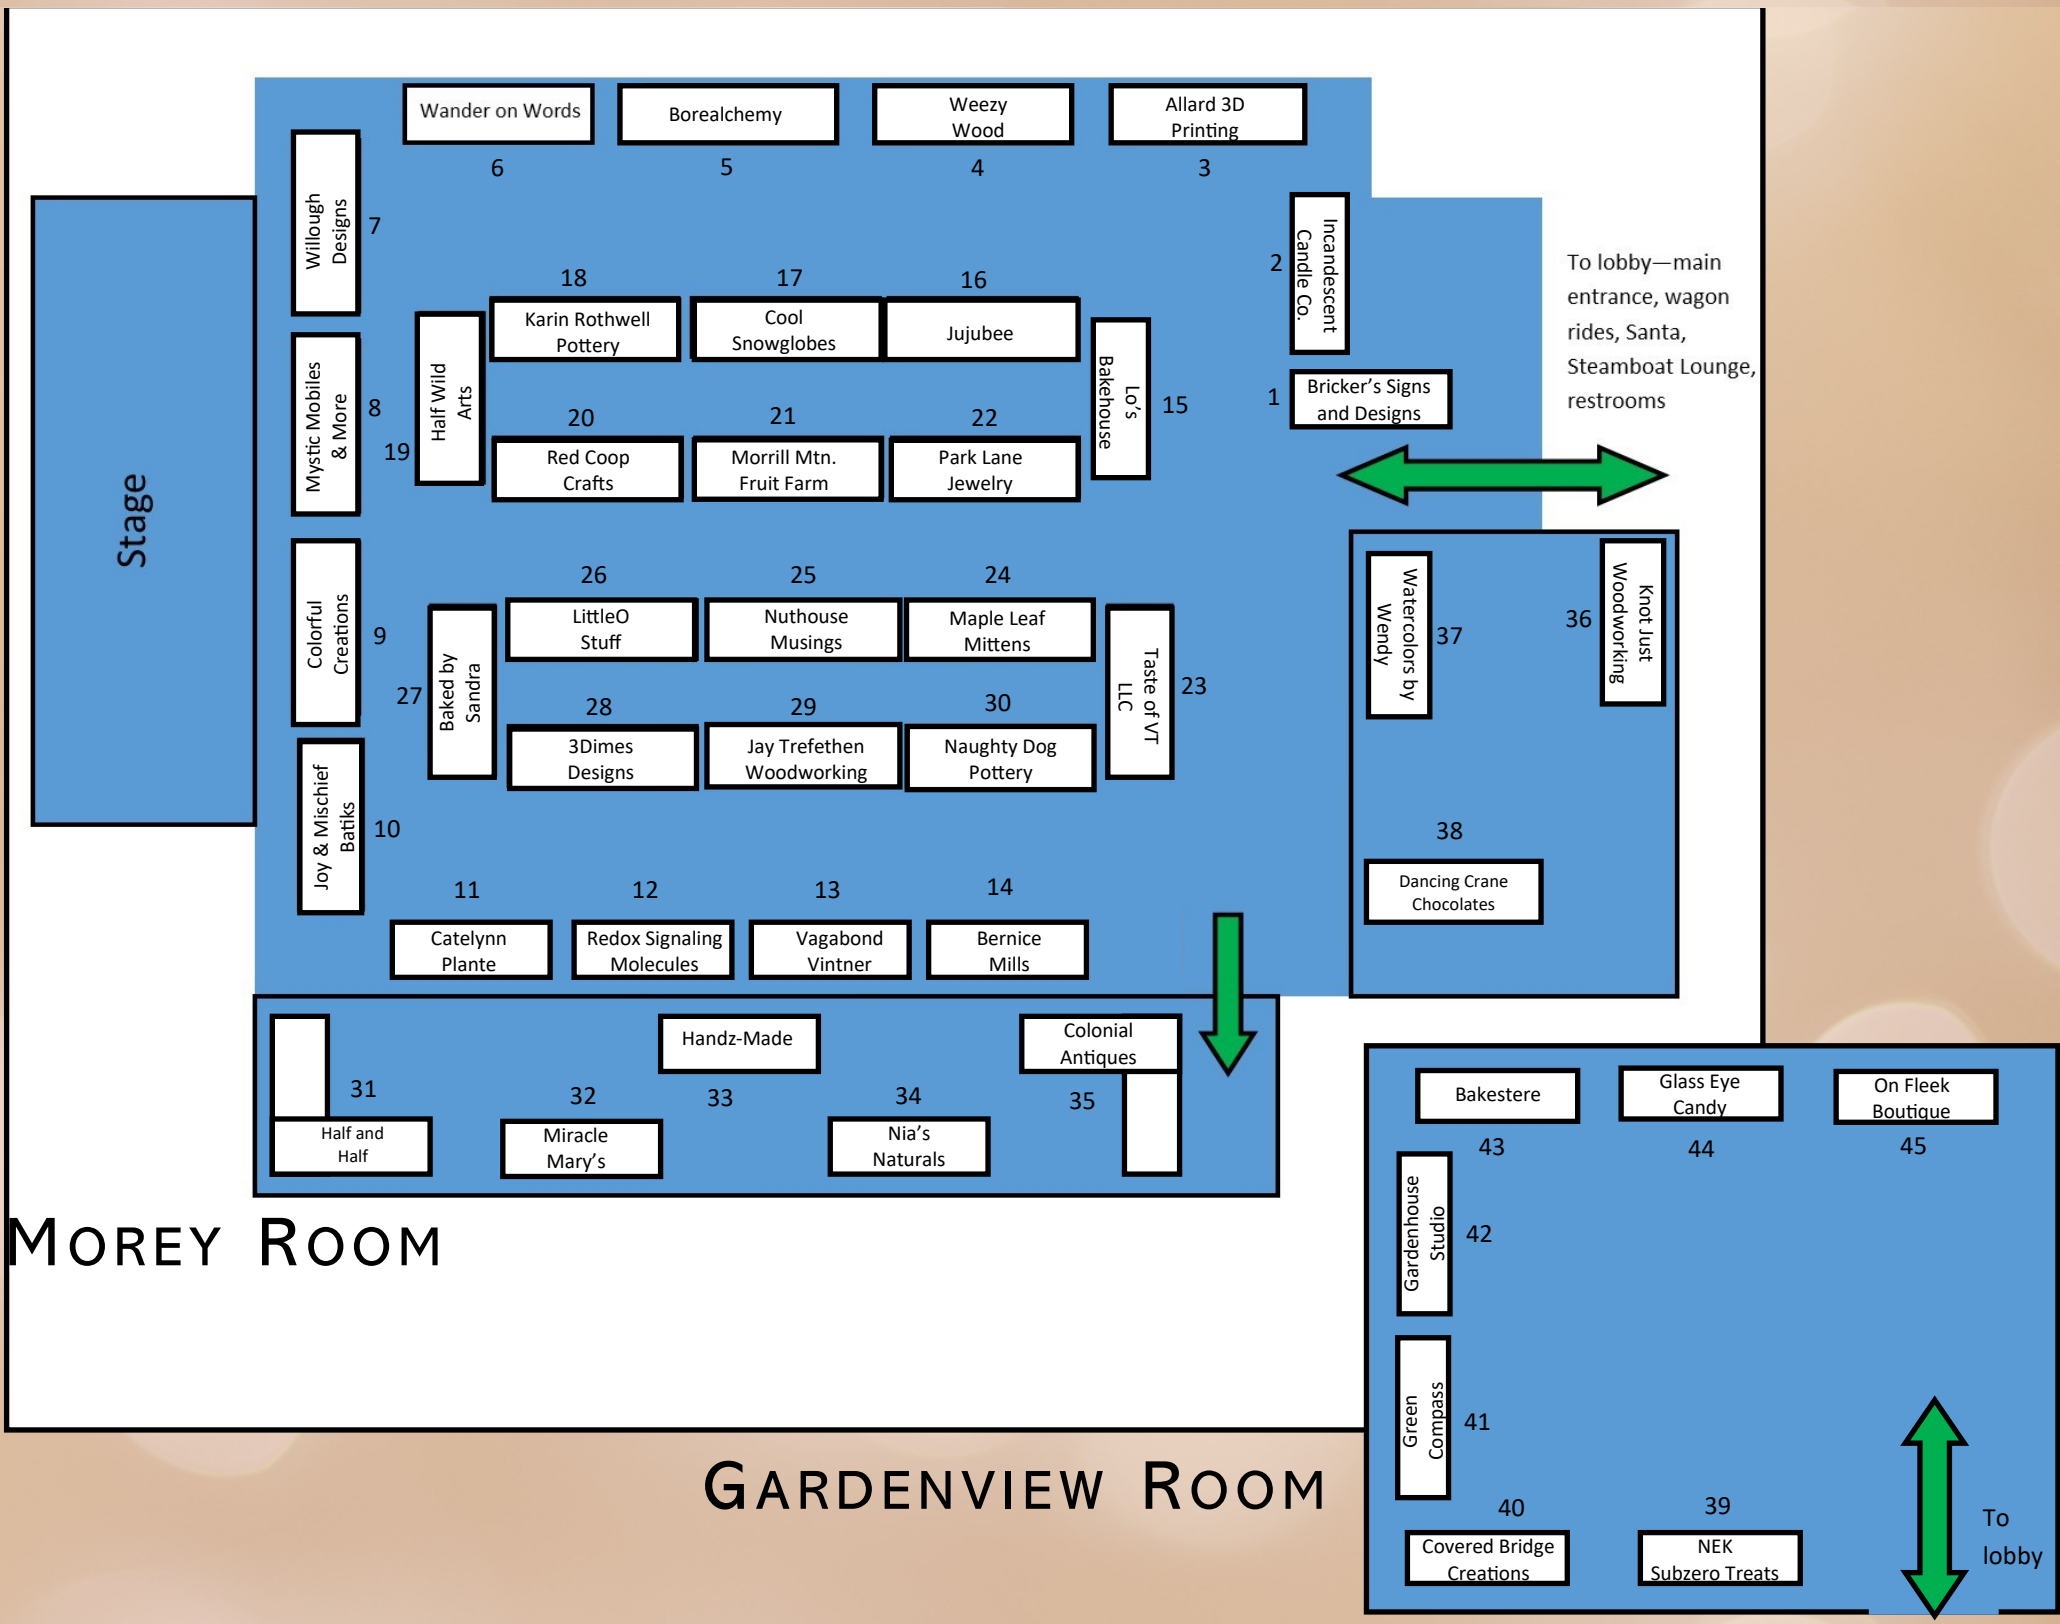 Wander on Words
6
Borealchemy
5
Weezy
Wood
4
Allard 3D
Printing
3
Willough
Designs
7
Incandescent
Candle Co.
2
To lobby—main
entrance, wagon
rides, Santa,
Steamboat Lounge,
restrooms
Bricker's Signs
and Designs
1
18
Karin Rothwell
Pottery
17
Cool
Snowglobes
16
Jujubee
Lo's
Bakehouse
15
Half Wild
Arts
19
Mystic Mobiles
& More
8
20
Red Coop
Crafts
21
Morrill Mtn.
Fruit Farm
22
Park Lane
Jewelry
Stage
Colorful
Creations
9
26
LittleO
Stuff
25
Nuthouse
Musings
24
Maple Leaf
Mittens
Baked by
Sandra
27
28
3Dimes
Designs
29
Jay Trefethen
Woodworking
30
Naughty Dog
Pottery
Taste of VT
LLC
23
Watercolors by
Wendy
37
36
Knot Just
Woodworking
38
Dancing Crane
Chocolates
Joy & Mischief
Batiks
10
11
Catelynn
Plante
12
Redox Signaling
Molecules
13
Vagabond
Vintner
14
Bernice
Mills
31
Half and
Half
32
Miracle
Mary's
Handz-Made
33
34
Nia's
Naturals
Colonial
Antiques
35
MOREY ROOM
GARDENVIEW ROOM
Bakestere
43
Glass Eye
Candy
44
On Fleek
Boutique
45
Gardenhouse
Studio
42
Green
Compass
41
40
Covered Bridge
Creations
39
NEK
Subzero Treats
To
lobby